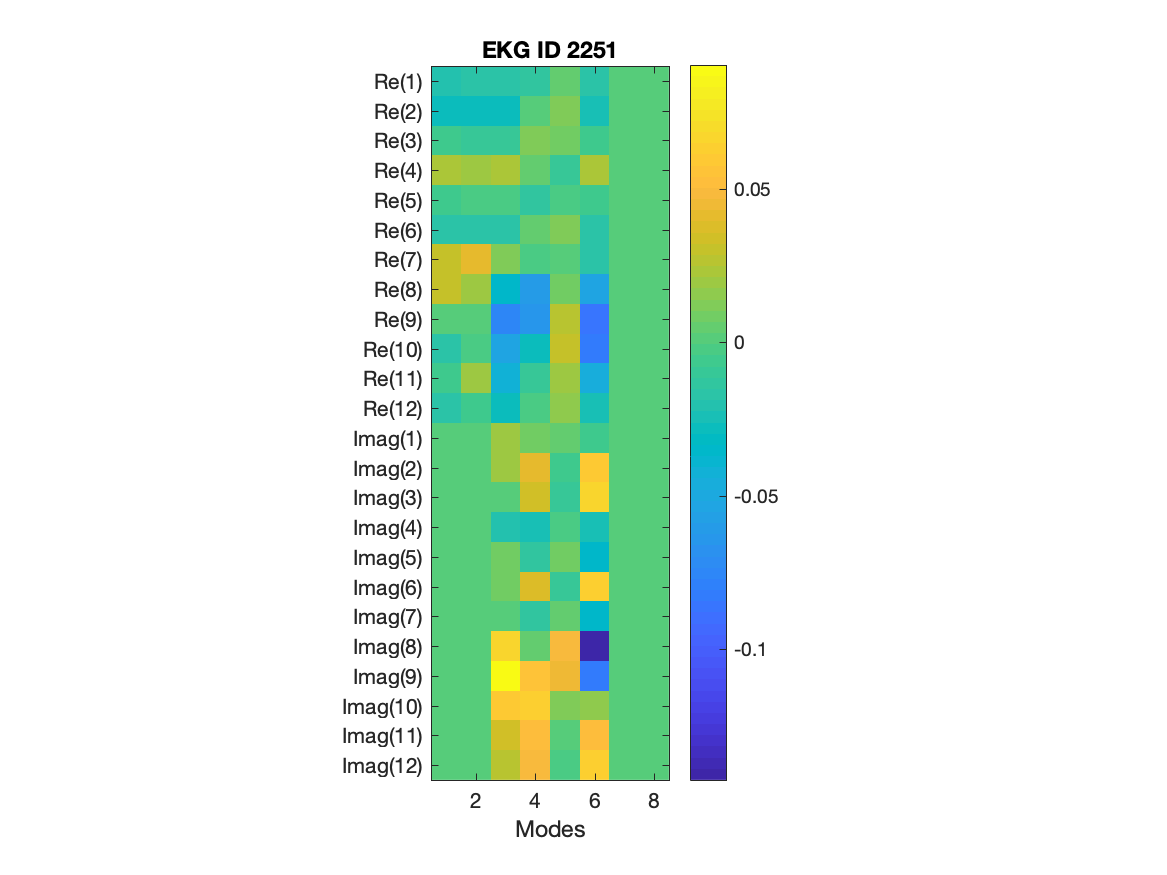 EKG ID 2251
Re(1)
Re(2)
Re(3)
Re(4)
Re(5)
Re(6)
Re(7)
Re(8)
Re(9)
Re(10)
Re(11)
Re(12)
Imag(1)
Imag(2)
Imag(3)
Imag(4)
Imag(5)
Imag(6)
Imag(7)
Imag(8)
Imag(9)
Imag(10)
Imag(11)
Imag(12)
2 4 6 8
Modes
0.05
0
-0.05
-0.1